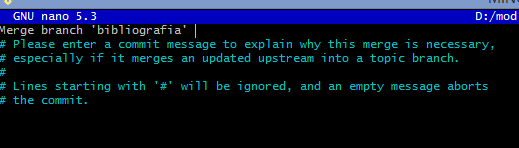 GNU nano 5.3 D:/mod
Merge branch 'bibliografia'
# Please enter a commit message to explain why this merge is necessary,
# especially if it merges an updated upstream into a topic branch.
#
# Lines starting with '#' will be ignored, and an empty message aborts
# the commit.